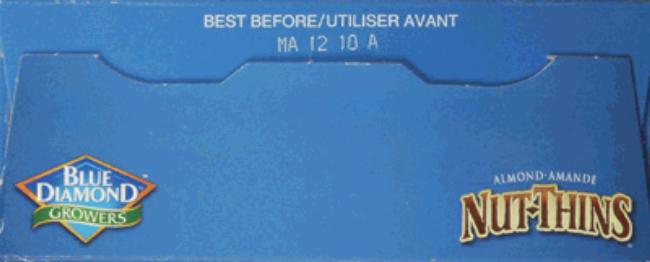 BEST BEFORE/UTILISER AVANT
MA 12 10 A
BLUE
DIAMOND
GROWERS
ALMOND-AMANDE
NUT-THINS